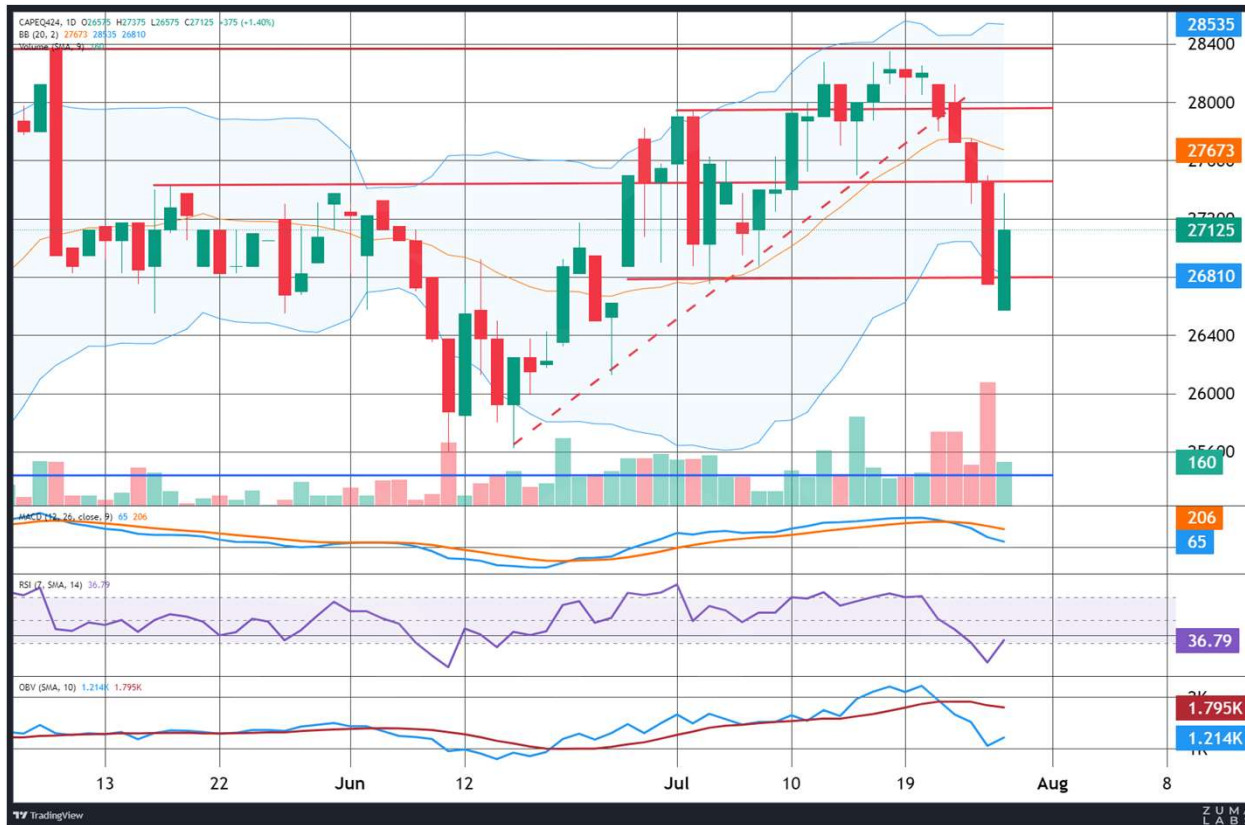 CAPEQ424, 1D O26575 H27375 L26575 C27125 +375 (+1.40%)
BB (20, 2) 27673 28535 26810
Volume (SMA, 9) 160
28535
28400
28000
27673
27125
26810
26400
26000
160
MACD (12, 26, close, 9) 65 206
206
65
RSI (7, SMA, 14) 36.79
36.79
OBV (SMA, 10) 1.214K 1.795K
1.795K
1.214K
13 22 Jun 12 Jul 10 19 Aug 8
TradingView